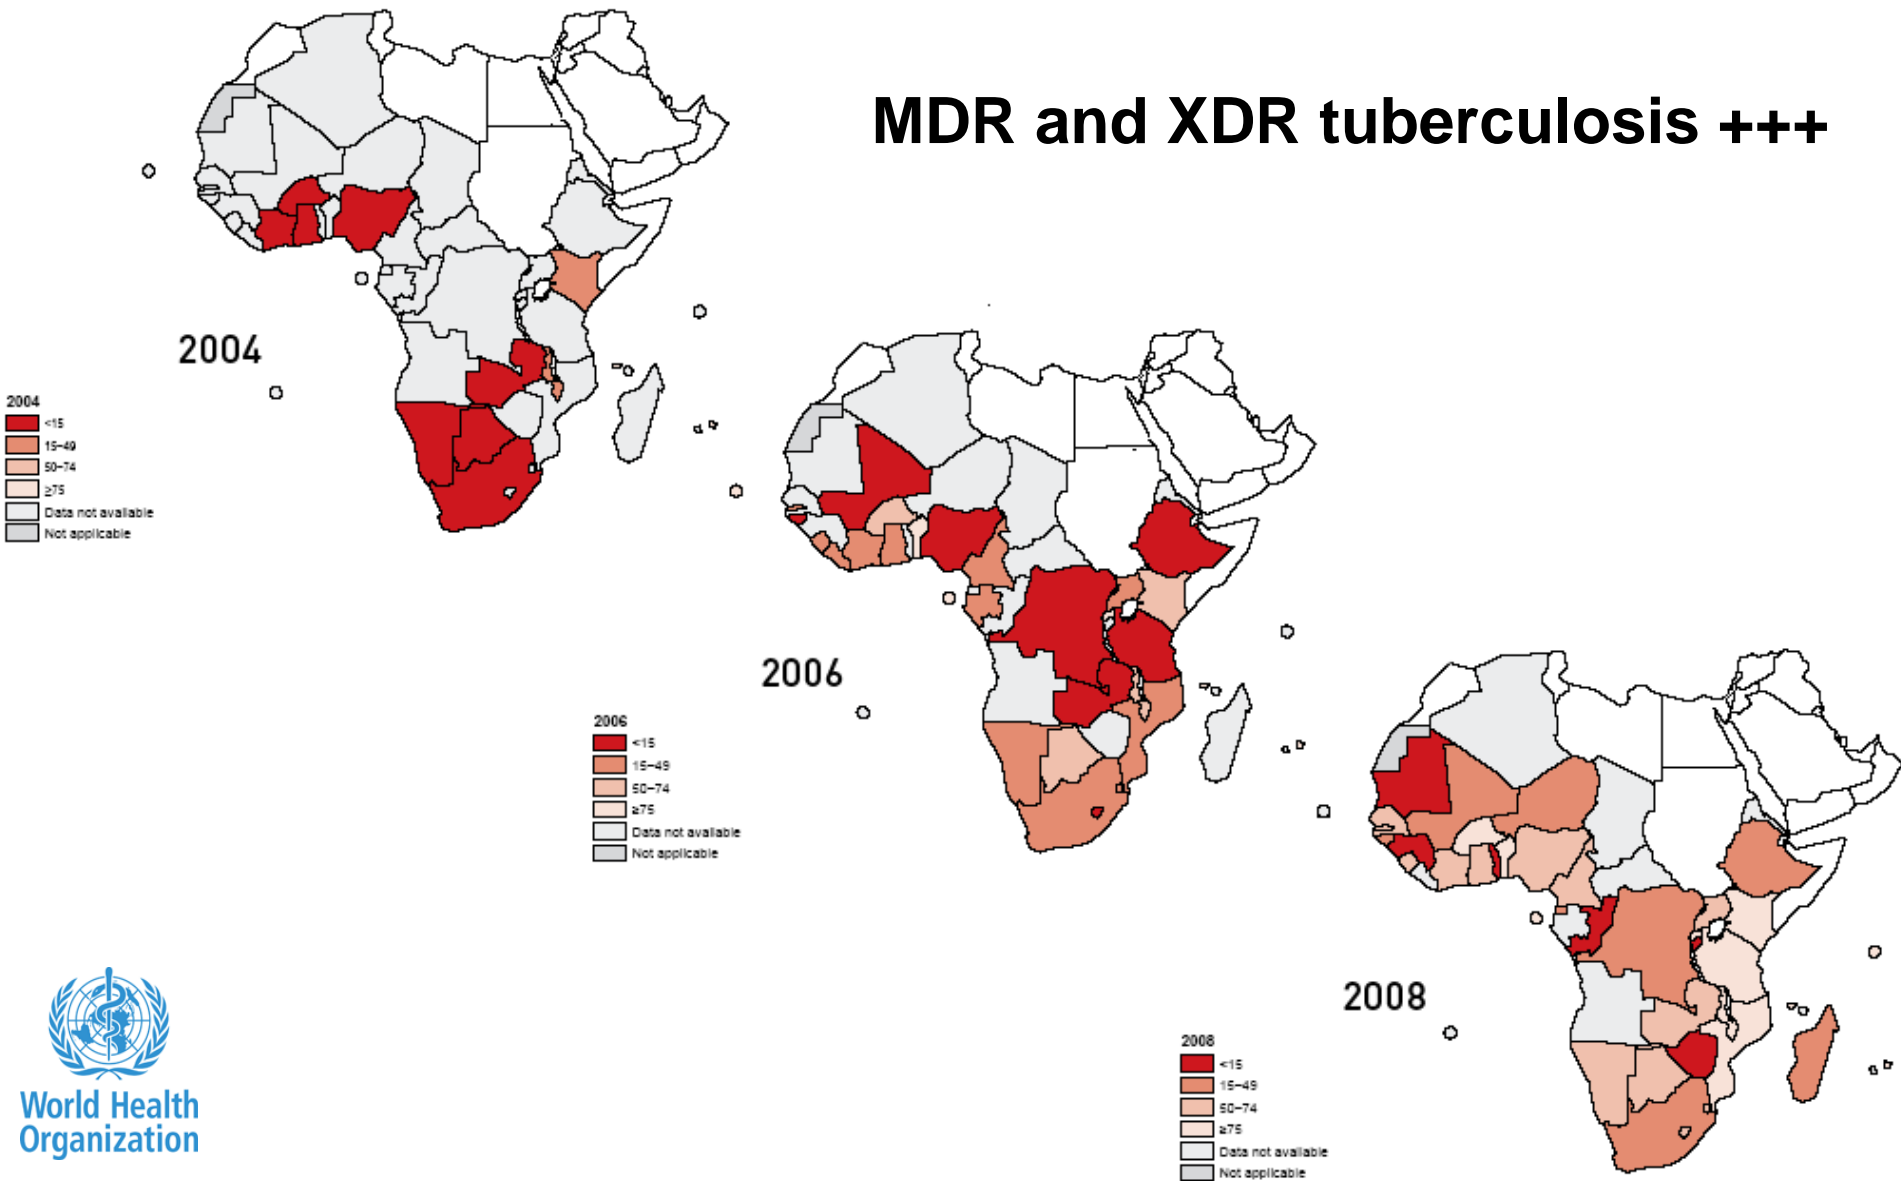 MDR and XDR tuberculosis +++
2004
2004
<15
15–49
50–74
≥75
Data not available
Not applicable
2006
2006
<15
15–49
50–74
≥75
Data not available
Not applicable
2008
2008
<15
15–49
50–74
≥75
Data not available
Not applicable
World Health
Organization